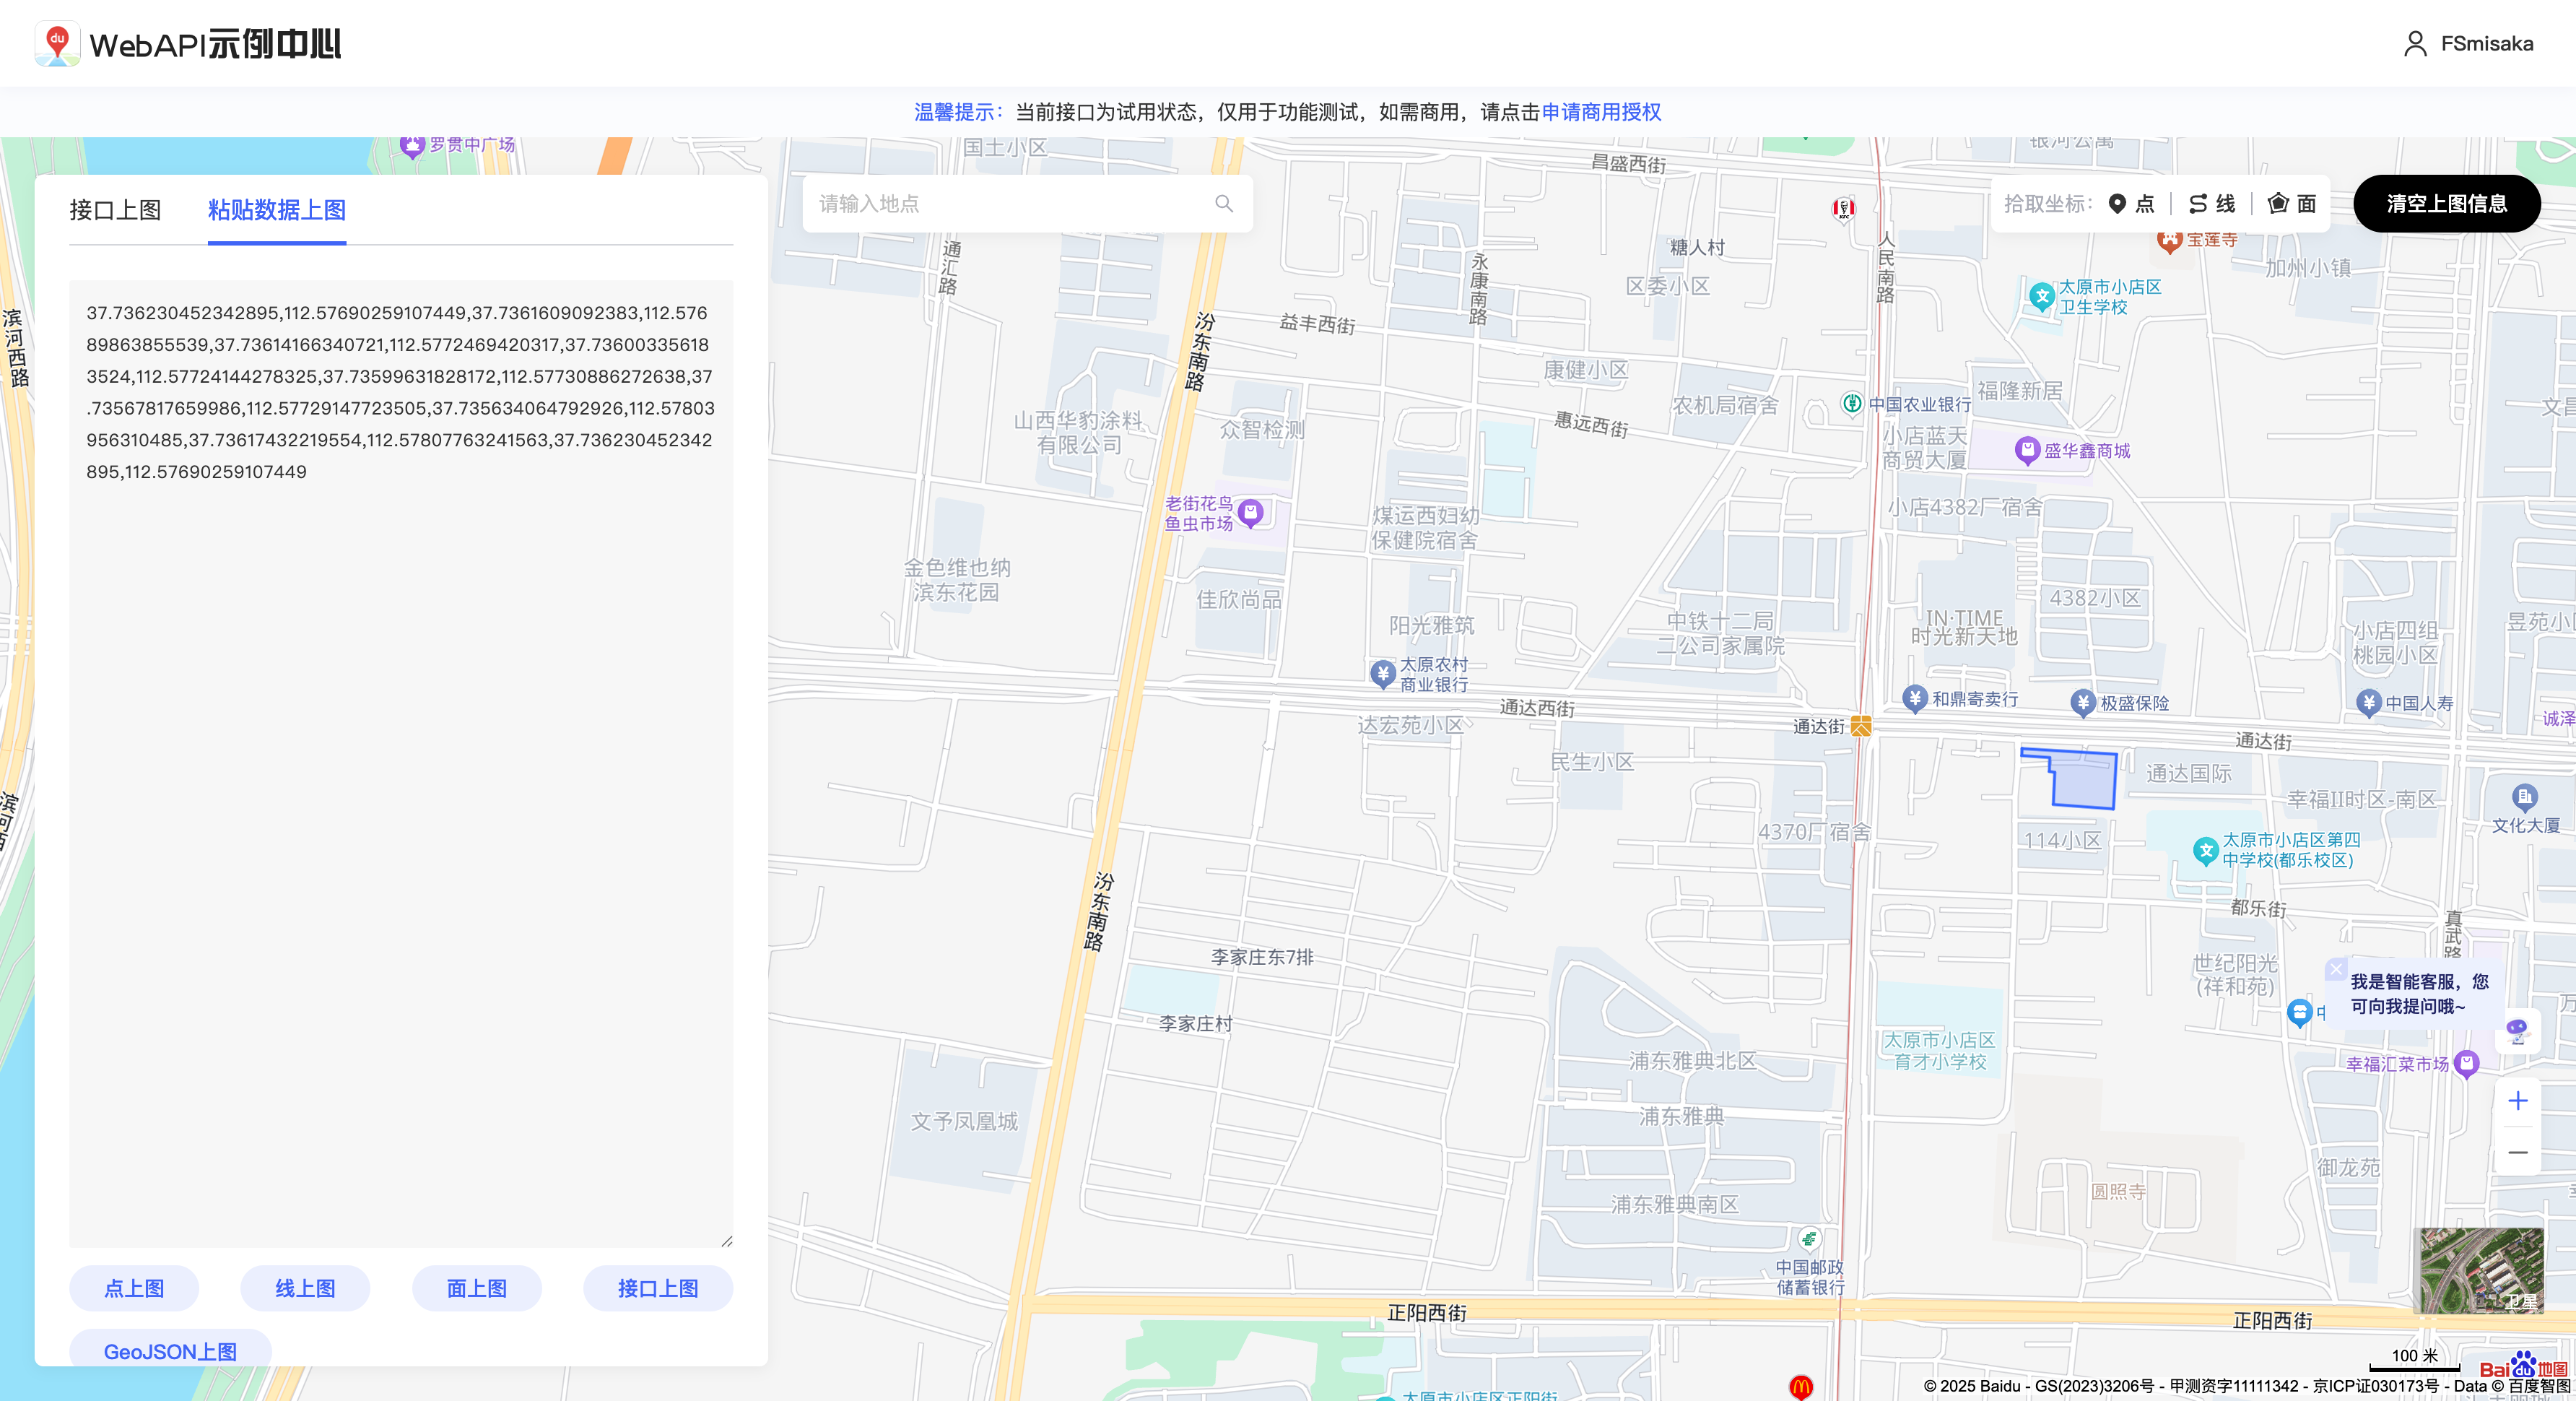 WebAPI示例中心
FSmisaka
温馨提示：当前接口为试用状态，仅用于功能测试，如需商用，请点击申请商用授权
接口上图
粘贴数据上图
37.736230452342895,112.57690259107449,37.7361609092383,112.576
89863855539,37.73614166340721,112.5772469420317,37.73600335618
3524,112.57724144278325,37.73599631828172,112.57730886272638,37
.73567817659986,112.57729147723505,37.735634064792926,112.57803
956310485,37.73617432219554,112.57807763241563,37.736230452342
895,112.57690259107449
点上图
线上图
面上图
接口上图
GeoJSON上图
请输入地点
拾取坐标：
点
线
面
清空上图信息
罗贯中广场
国土小区
昌盛西街
银河公寓
滨河西路
通汇路
汾东南路
永康南路
人民南路
糖人村
区委小区
益丰西街
康健小区
农机局宿舍
惠远西街
宝莲寺
加州小镇
太原市小店区
卫生学校
福隆新居
中国农业银行
小店蓝天
商贸大厦
盛华鑫商城
小店4382厂宿舍
山西华豹涂料
有限公司
众智检测
老街花鸟
鱼虫市场
煤运西妇幼
保健院宿舍
金色维也纳
滨东花园
佳欣尚品
阳光雅筑
太原农村
商业银行
中铁十二局
二公司家属院
IN·TIME
时光新天地
4382小区
小店四组
桃园小区
昱苑小
和鼎寄卖行
极盛保险
中国人寿
诚泽
达宏苑小区
通达西街
通达街
通达街
民生小区
通达国际
幸福II时区-南区
文化大厦
4370厂宿舍
114小区
太原市小店区第四
中学校(都乐校区)
都乐街
真武路
汾东南路
李家庄东7排
李家庄村
世纪阳光
(祥和苑)
我是智能客服，您
可向我提问哦~
太原市小店区
育才小学校
浦东雅典北区
浦东雅典
浦东雅典南区
幸福汇菜市场
文予凤凰城
圆照寺
御龙苑
中国邮政
储蓄银行
正阳西街
正阳西街
卫星
太原市小店区正阳街
100 米
Bai du 地图
© 2025 Baidu - GS(2023)3206号 - 甲测资字11111342 - 京ICP证030173号 - Data © 百度智图